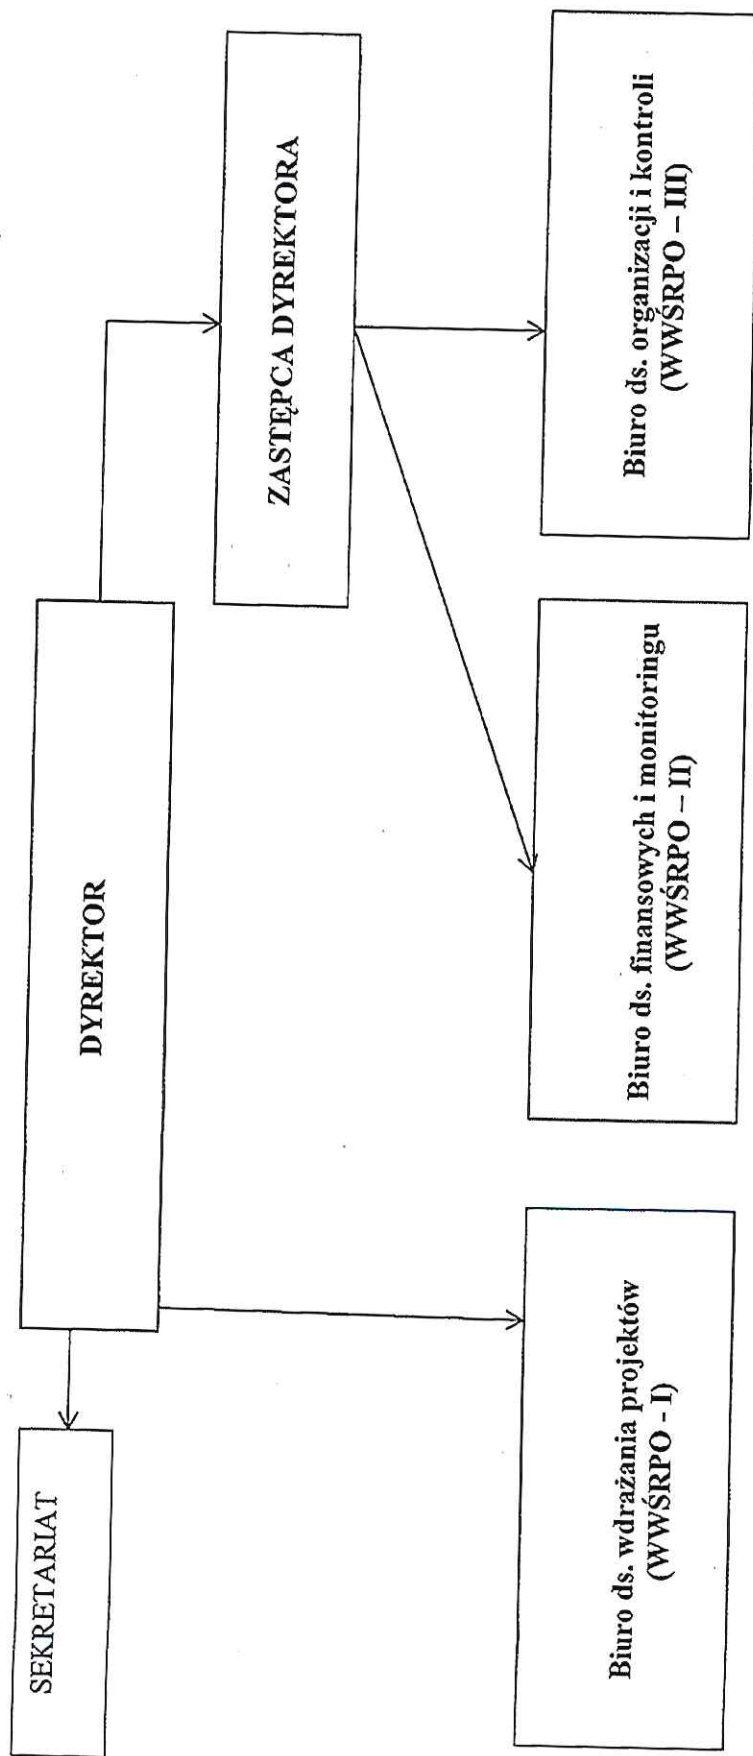 SEKRETARIAT
DYREKTOR
ZASTĘPCA DYREKTORA
Biuro ds. wdrażania projektów
(WWŚRPO - I)
Biuro ds. finansowych i monitoringu
(WWŚRPO – II)
Biuro ds. organizacji i kontroli
(WWŚRPO – III)